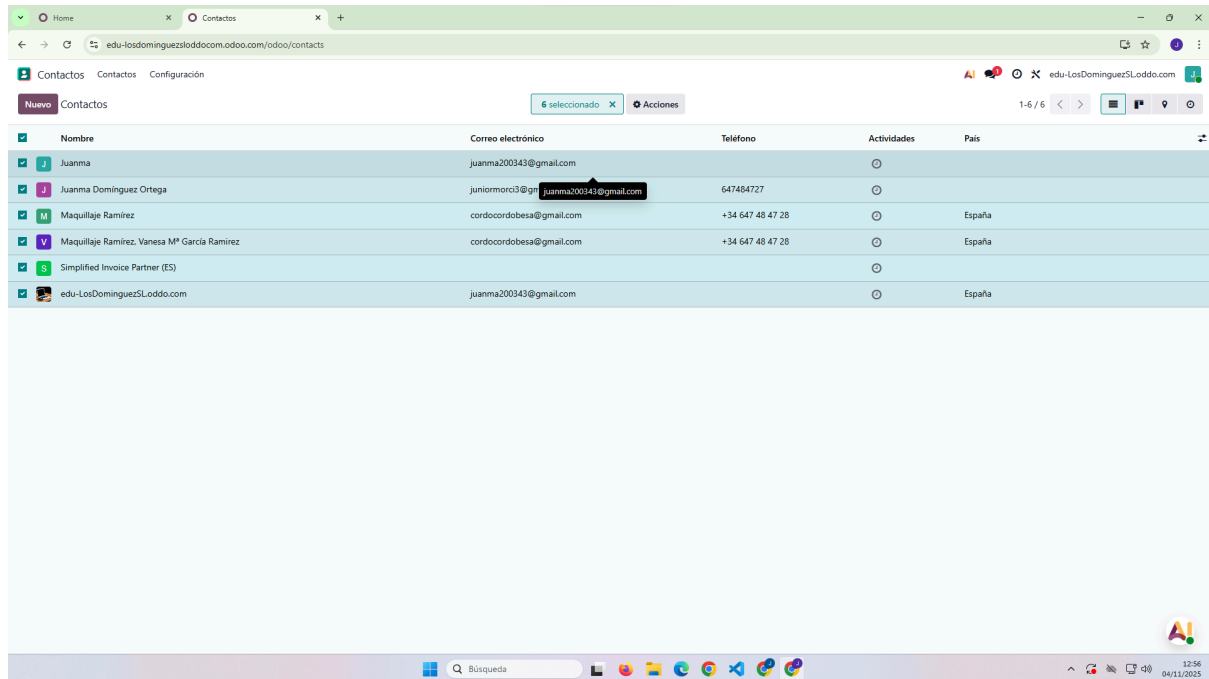 Home
Contactos
edu-losdominguezsloddocom.odoo.com/odoo/contacts
J
Contactos Contactos Configuración
AI 1 edu-LosDominguezSL.oddo.com J
Nuevo Contactos 6 seleccionado Acciones 1-6 / 6
Nombre Correo electrónico Teléfono Actividades País
J Juanma juanma200343@gmail.com
J Juanma Domínguez Ortega juniormorci3@gm 647484727
juanma200343@gmail.com
M Maquillaje Ramírez cordocordobesa@gmail.com +34 647 48 47 28 España
V Maquillaje Ramírez, Vanesa Mª García Ramirez cordocordobesa@gmail.com +34 647 48 47 28 España
S Simplified Invoice Partner (ES)
edu-LosDominguezSL.oddo.com juanma200343@gmail.com España
Búsqueda
12:56
04/11/2025